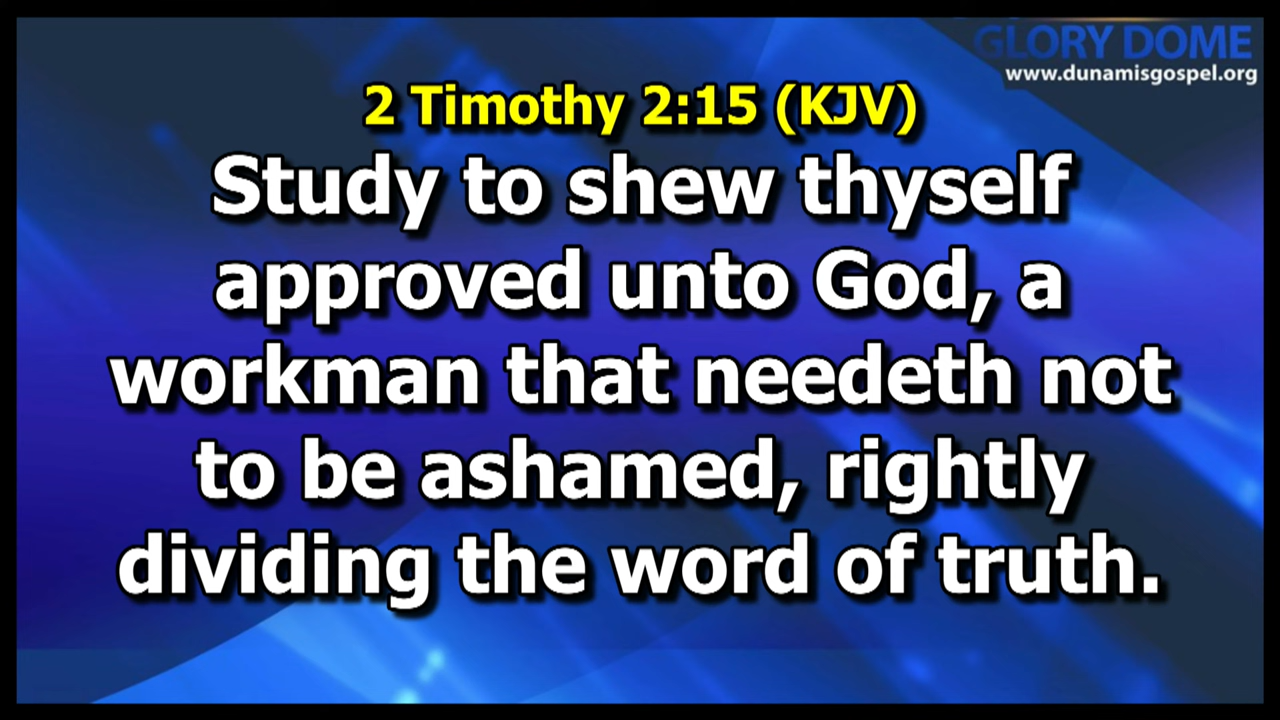 GLORY DOME
www.dunamisgospel.org
2 Timothy 2:15 (KJV)
Study to shew thyself
approved unto God, a
workman that needeth not
to be ashamed, rightly
dividing the word of truth.